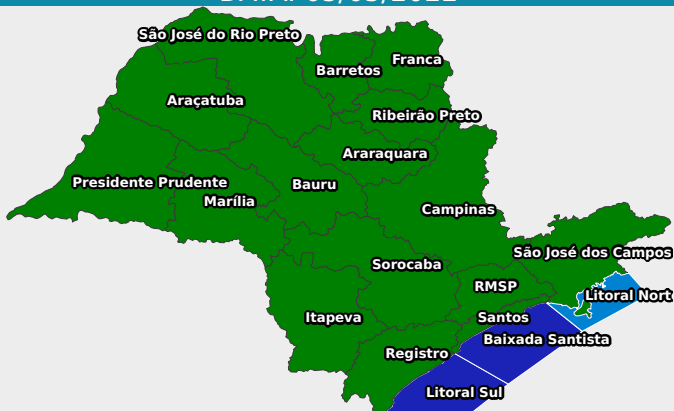 São José do Rio Preto
Franca
Barretos
Araçatuba
Ribeirão Preto
Araraquara
Presidente Prudente
Bauru
Marília
Campinas
São José dos Campos
Sorocaba
RMSP
Litoral Nort
Itapeva
Santos
Baixada Santista
Registro
Litoral Sul